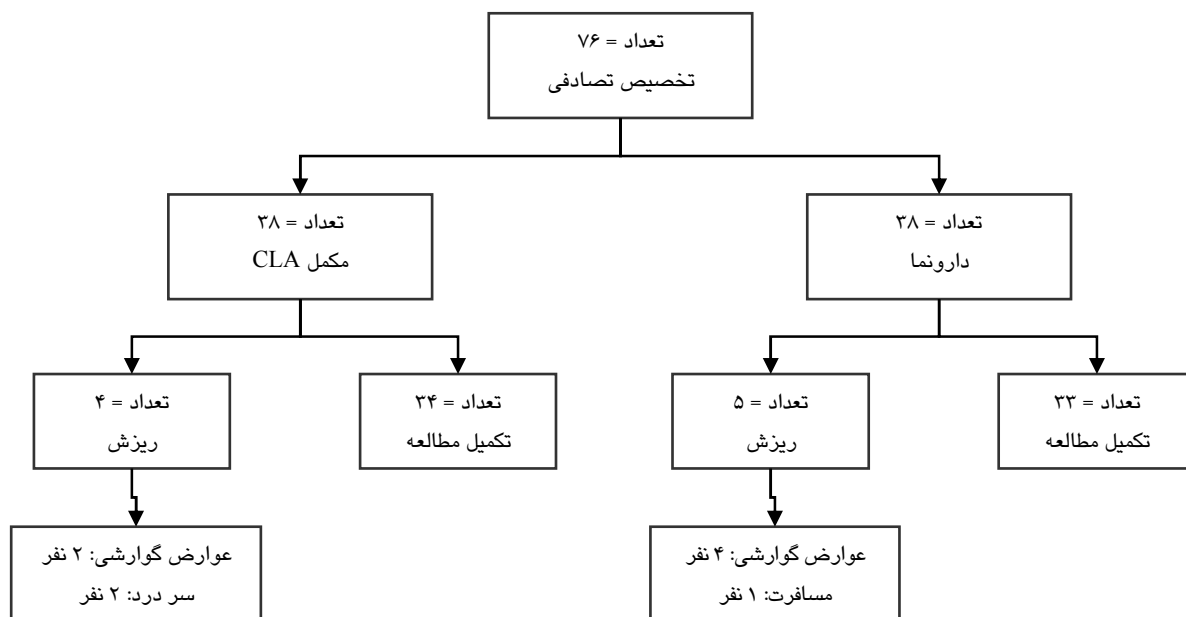 تعداد = ۷۶
تخصیص تصادفی
تعداد = ۳۸
دارونما
تعداد = ۳۸
مکمل CLA
تعداد = ۳۳
تکمیل مطالعه
تعداد = ۵
ریزش
تعداد = ۳۴
تکمیل مطالعه
تعداد = ۴
ریزش
عوارض گوارشی: ۴ نفر
مسافرت: ۱ نفر
عوارض گوارشی: ۲ نفر
سر درد: ۲ نفر